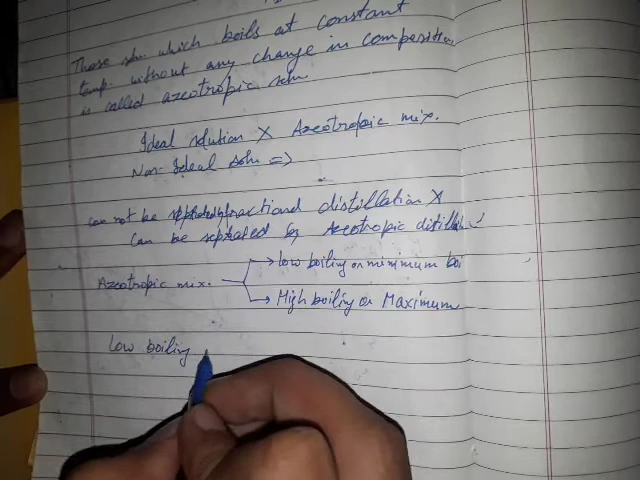 Those soln which boils at constant
temp. without any change in composition
is called azeotropic soln
Ideal solution X Azeotropic mix.
Non-Ideal Soln ⇒
can not be fractional distillation X
Can be by Azeotropic ✓
Azeotropic mix. → low boiling or minimum boi
→ High boiling or Maximum
Low boiling